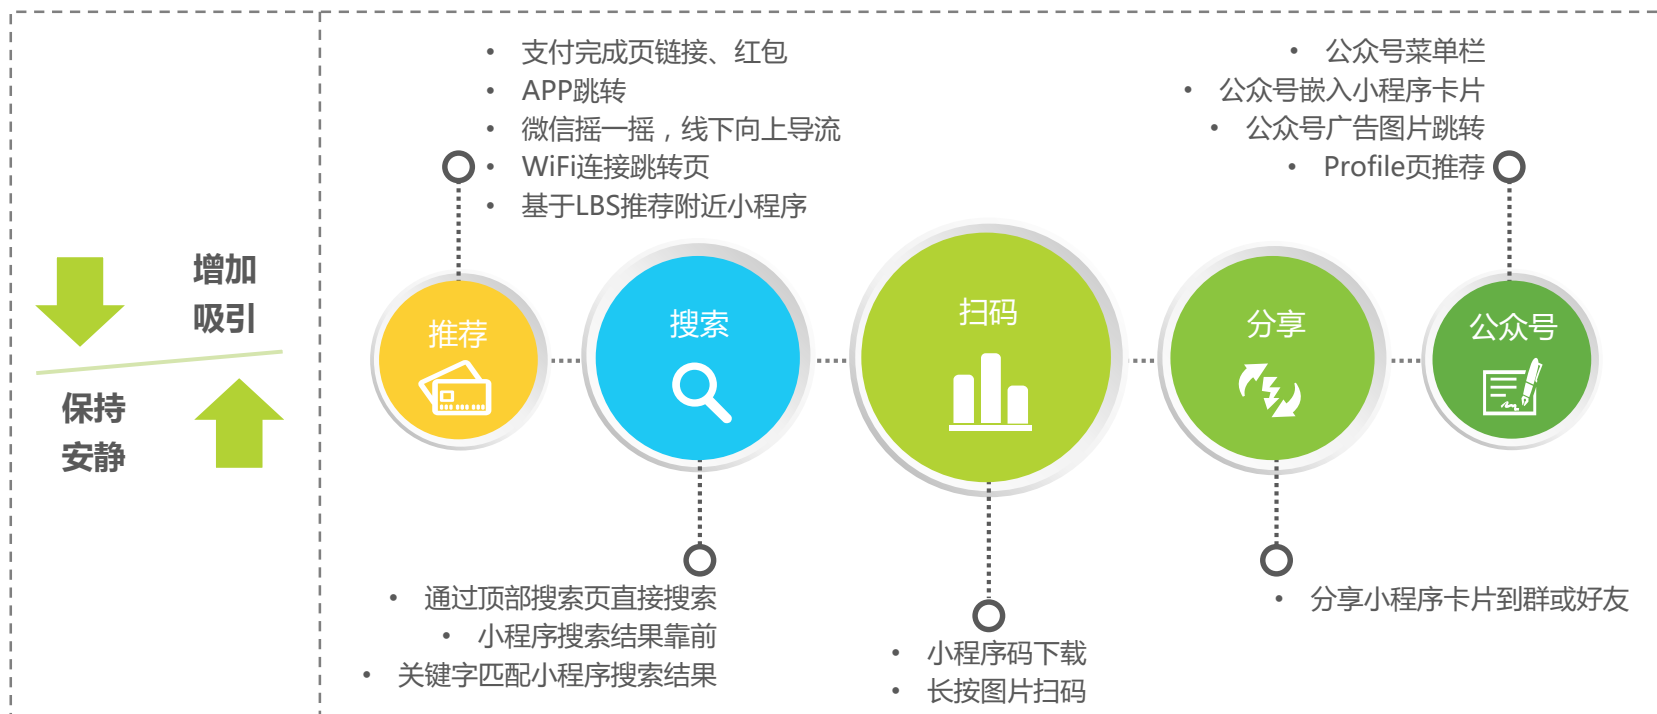 增加
吸引
保持
安静
• 支付完成页链接、红包
• APP跳转
• 微信摇一摇，线下向上导流
• WiFi连接跳转页
• 基于LBS推荐附近小程序
• 公众号菜单栏
• 公众号嵌入小程序卡片
• 公众号广告图片跳转
• Profile页推荐
推荐
搜索
扫码
分享
公众号
• 通过顶部搜索页直接搜索
• 小程序搜索结果靠前
• 关键字匹配小程序搜索结果
• 小程序码下载
• 长按图片扫码
• 分享小程序卡片到群或好友